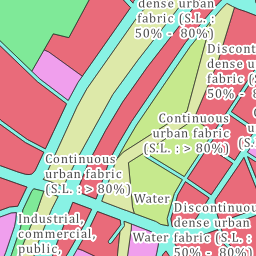 dense urban
fabric (S.L. :
50% - 80%)
Discont
dense u
fabric (S
50% - 8
Continuous
urban fabric
(S.L. : > 80%)
Continuous
urban fabric
(S.L. : > 80%)
Water
Industrial,
commercial,
public,
Discontinuous
dense urban
fabric (S.L. :
50% - 80%)
Water